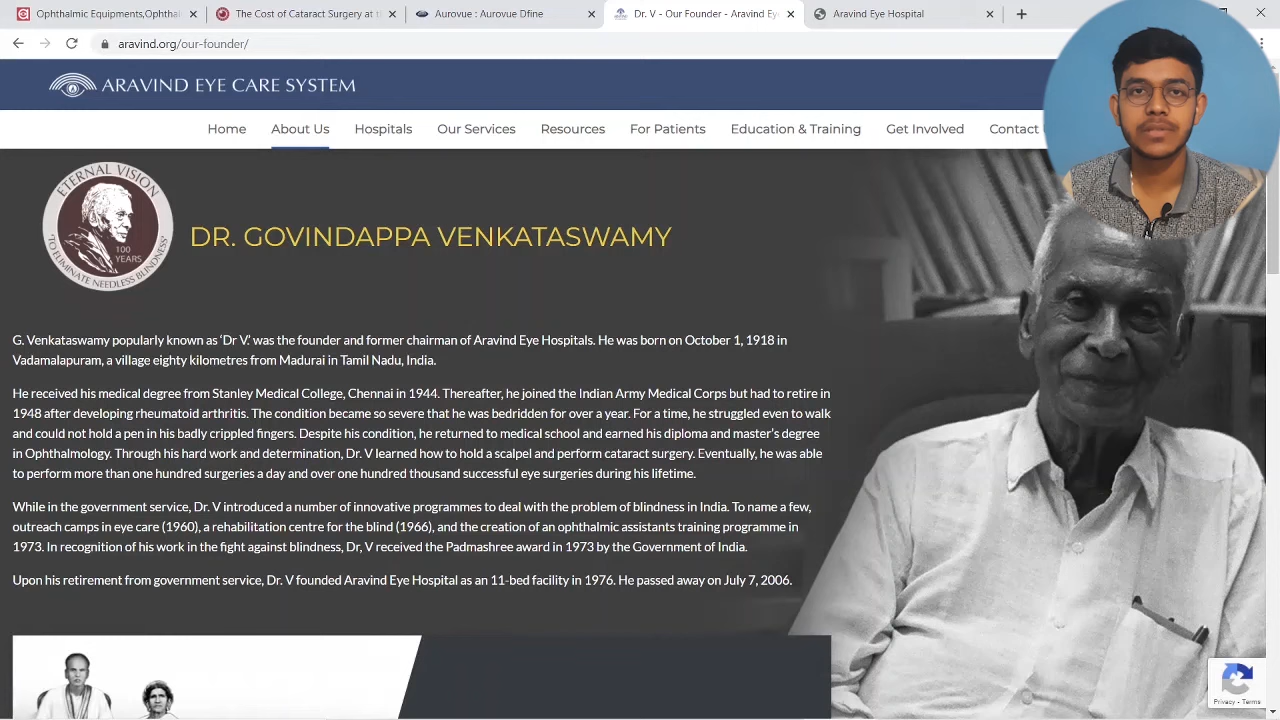 Equipments,Ophthal
The Cost of Cataract Surgery at t
Aurovue : Aurovue Dfine
Dr. V - Our Founder - Aravind Eye
Aravind Eye Hospital
aravind.org/our-founder/
ARAVIND EYE CARE SYSTEM
Home About Us Hospitals Our Services Resources For Patients Education & Training Get Involved Contact
ETERNAL VISION
100
YEARS
'TO ELIMINATE NEEDLESS BLINDNESS'
DR. GOVINDAPPA VENKATASWAMY
G. Venkataswamy popularly known as ‘Dr V.’ was the founder and former chairman of Aravind Eye Hospitals. He was born on October 1, 1918 in
Vadamalapuram, a village eighty kilometres from Madurai in Tamil Nadu, India.
He received his medical degree from Stanley Medical College, Chennai in 1944. Thereafter, he joined the Indian Army Medical Corps but had to retire in
1948 after developing rheumatoid arthritis. The condition became so severe that he was bedridden for over a year. For a time, he struggled even to walk
and could not hold a pen in his badly crippled fingers. Despite his condition, he returned to medical school and earned his diploma and master’s degree
in Ophthalmology. Through his hard work and determination, Dr. V learned how to hold a scalpel and perform cataract surgery. Eventually, he was able
to perform more than one hundred surgeries a day and over one hundred thousand successful eye surgeries during his lifetime.
While in the government service, Dr. V introduced a number of innovative programmes to deal with the problem of blindness in India. To name a few,
outreach camps in eye care (1960), a rehabilitation centre for the blind (1966), and the creation of an ophthalmic assistants training programme in
1973. In recognition of his work in the fight against blindness, Dr, V received the Padmashree award in 1973 by the Government of India.
Upon his retirement from government service, Dr. V founded Aravind Eye Hospital as an 11-bed facility in 1976. He passed away on July 7, 2006.
Privacy - Terms